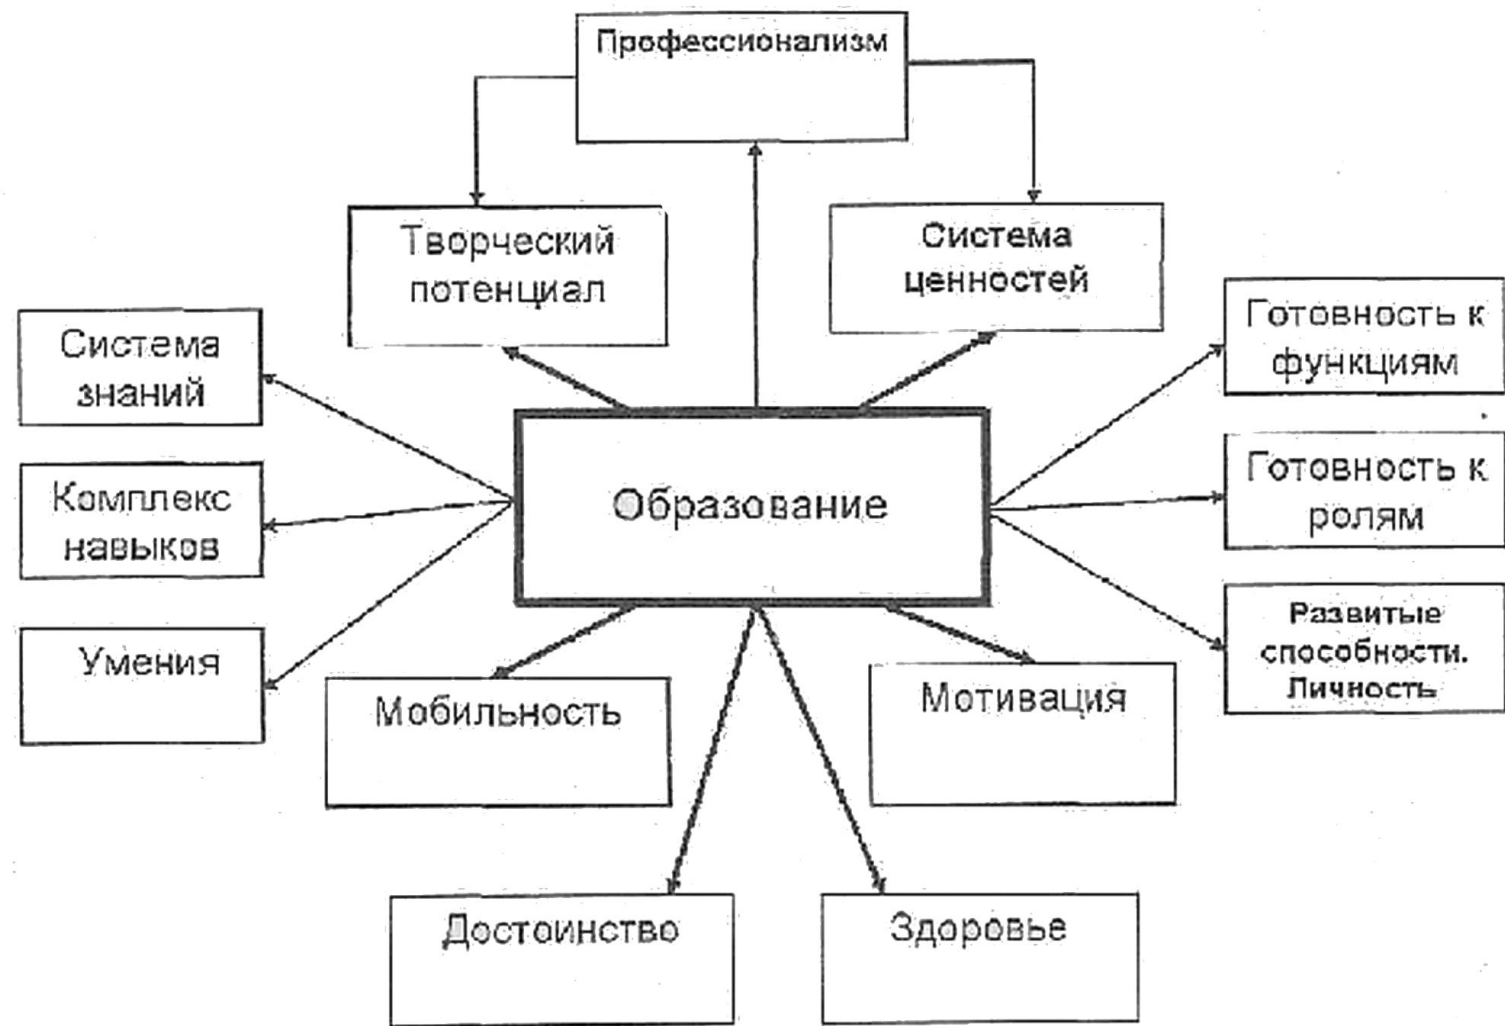 Профессионализм
Творческий
потенциал
Система
ценностей
Система
знаний
Готовность к
функциям
Комплекс
навыков
Образование
Готовность к
ролям
Умения
Развитые
способности.
Личность
Мобильность
Мотивация
Достоинство
Здоровье